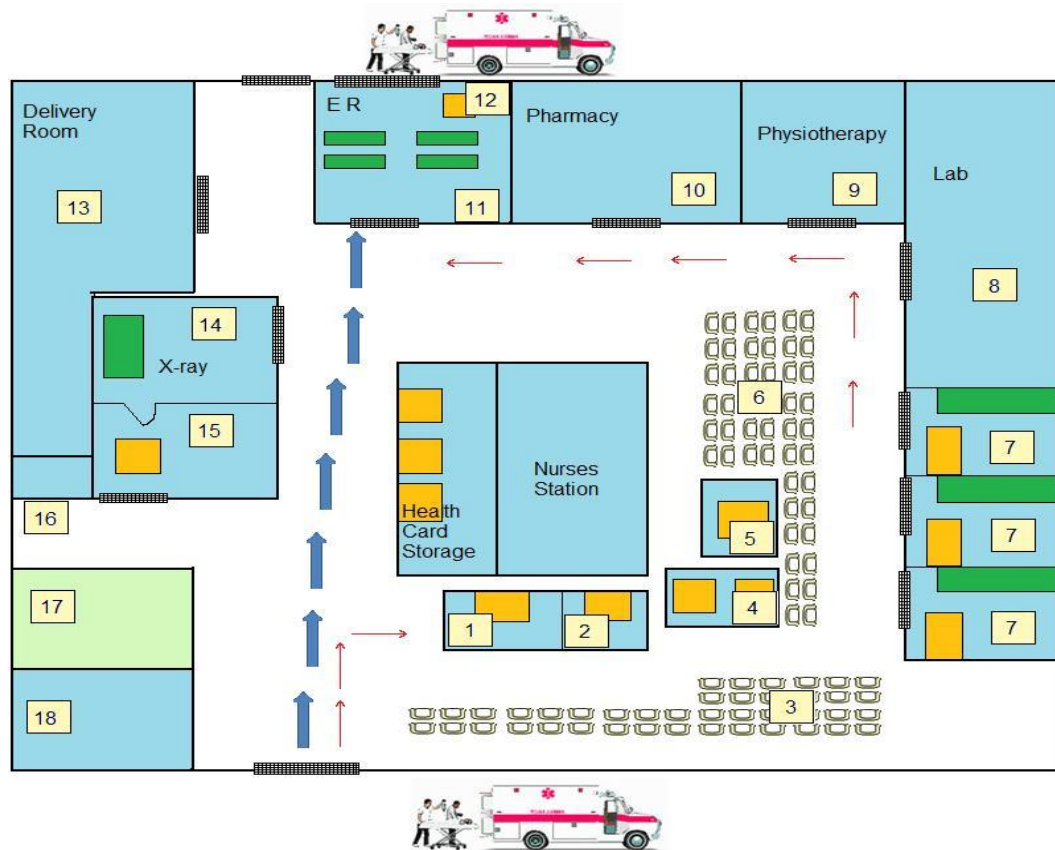 Delivery
Room
E R
12
Pharmacy
Physiotherapy
Lab
13
11
10
9
8
14
X-ray
15
6
7
16
Health
Card
Storage
Nurses
Station
5
7
17
1
2
4
7
18
3